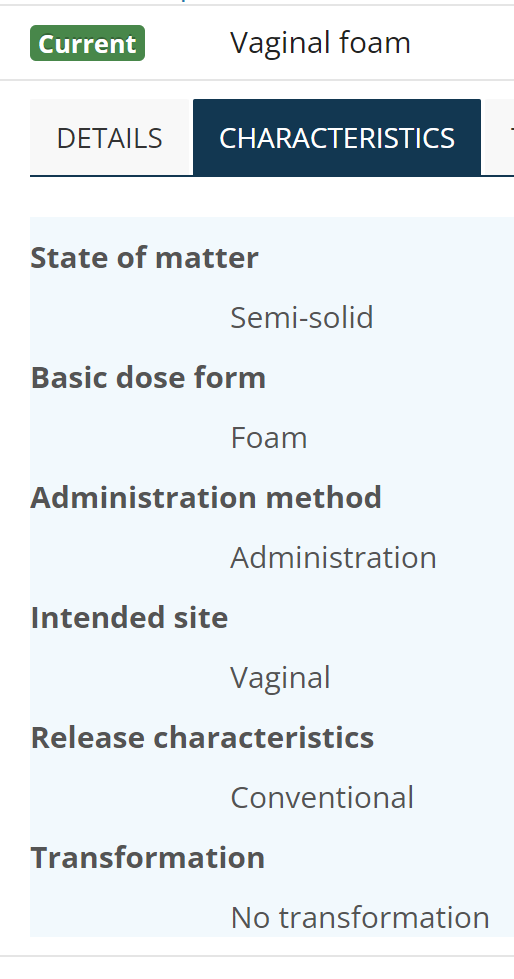 Current Vaginal foam
DETAILS CHARACTERISTICS
State of matter
Semi-solid
Basic dose form
Foam
Administration method
Administration
Intended site
Vaginal
Release characteristics
Conventional
Transformation
No transformation